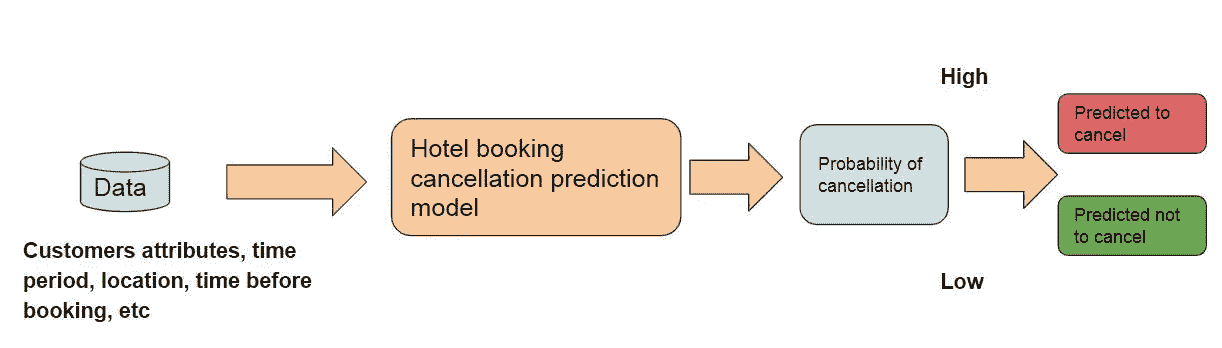 Data
Customers attributes, time
period, location, time before
booking, etc
Hotel booking
cancellation prediction
model
Probability of
cancellation
High
Low
Predicted to
cancel
Predicted not
to cancel